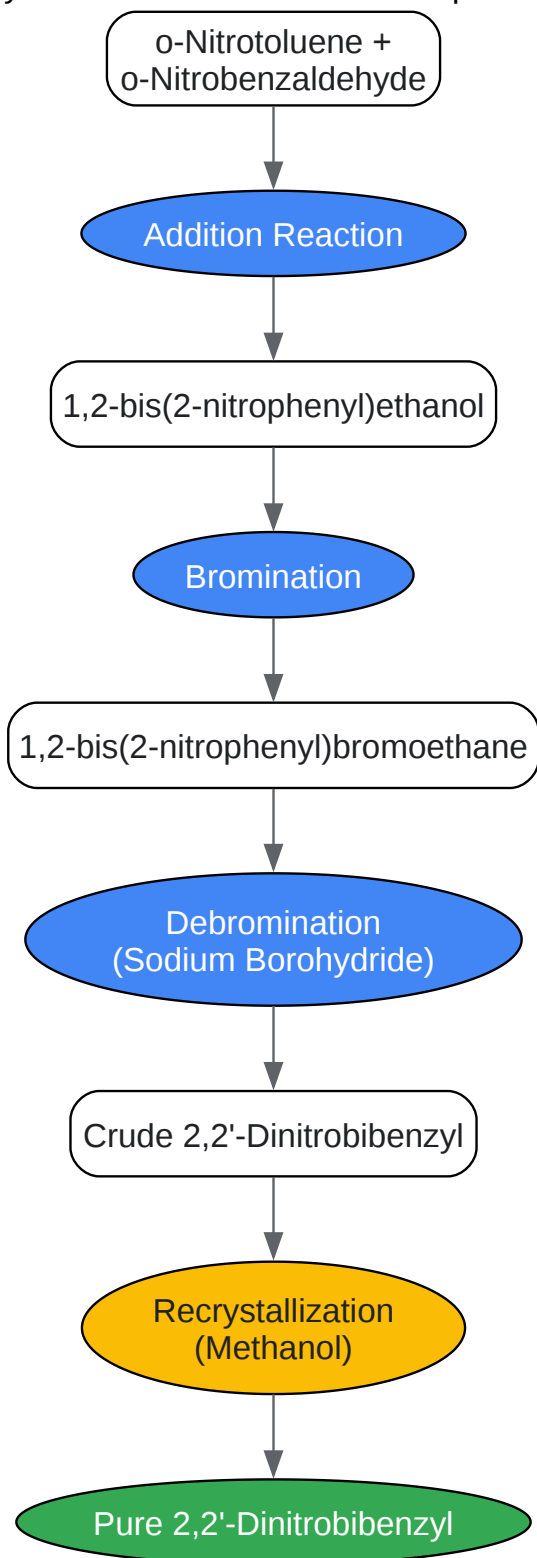 o-Nitrotoluene +
o-Nitrobenzaldehyde
Addition Reaction
1,2-bis(2-nitrophenyl)ethanol
Bromination
1,2-bis(2-nitrophenyl)bromoethane
Debromination
(Sodium Borohydride)
Crude 2,2'-Dinitrobibenzyl
Recrystallization
(Methanol)
Pure 2,2'-Dinitrobibenzyl